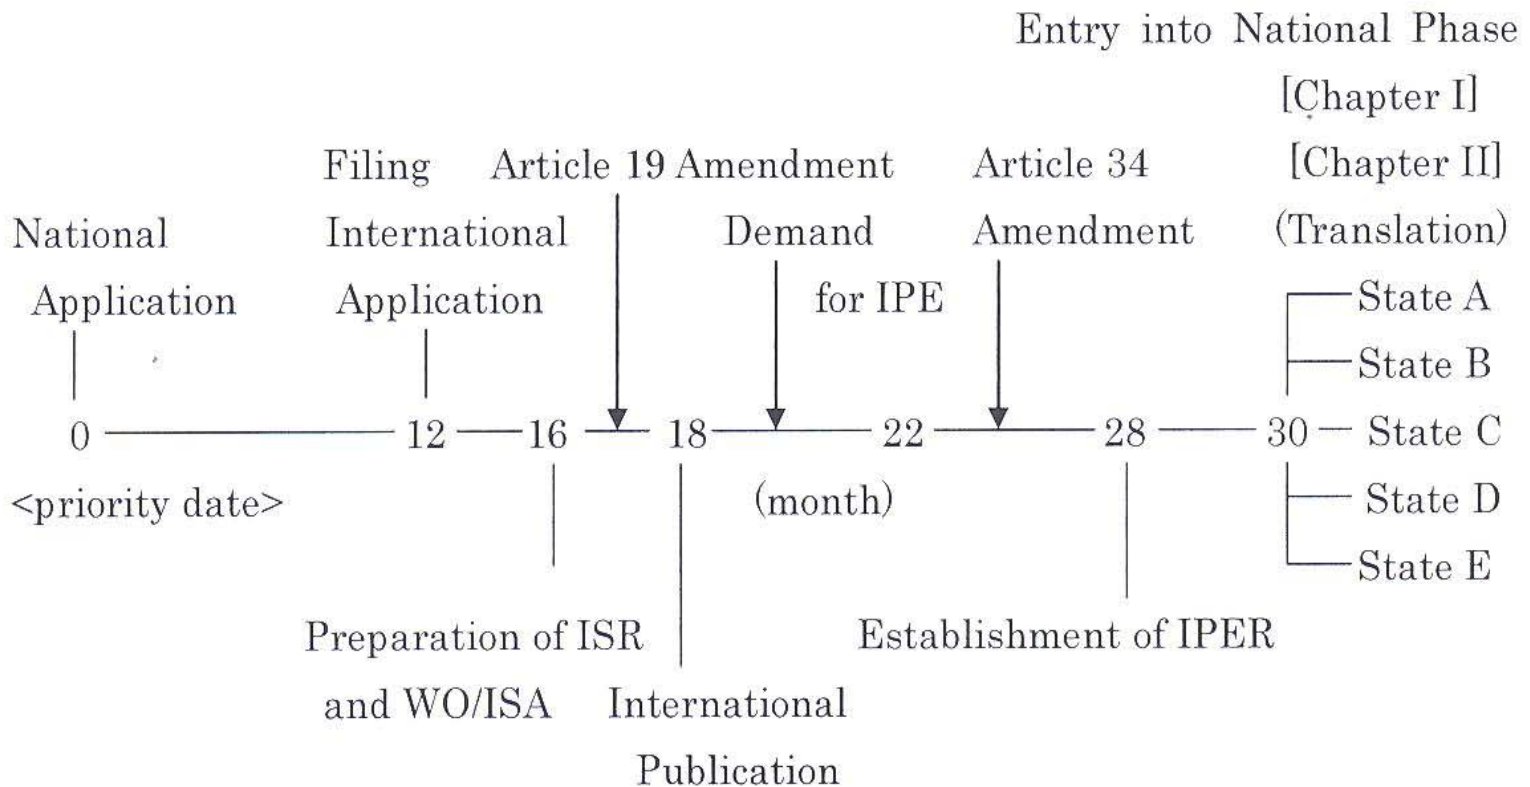 Entry into National Phase
[Chapter I]
Filing Article 19 Amendment Article 34 [Chapter II]
National International Demand Amendment (Translation)
Application Application for IPE State A
State B
0 12 16 18 22 28 30 State C
<priority date> (month) State D
State E
Preparation of ISR Establishment of IPER
and WO/ISA International
Publication